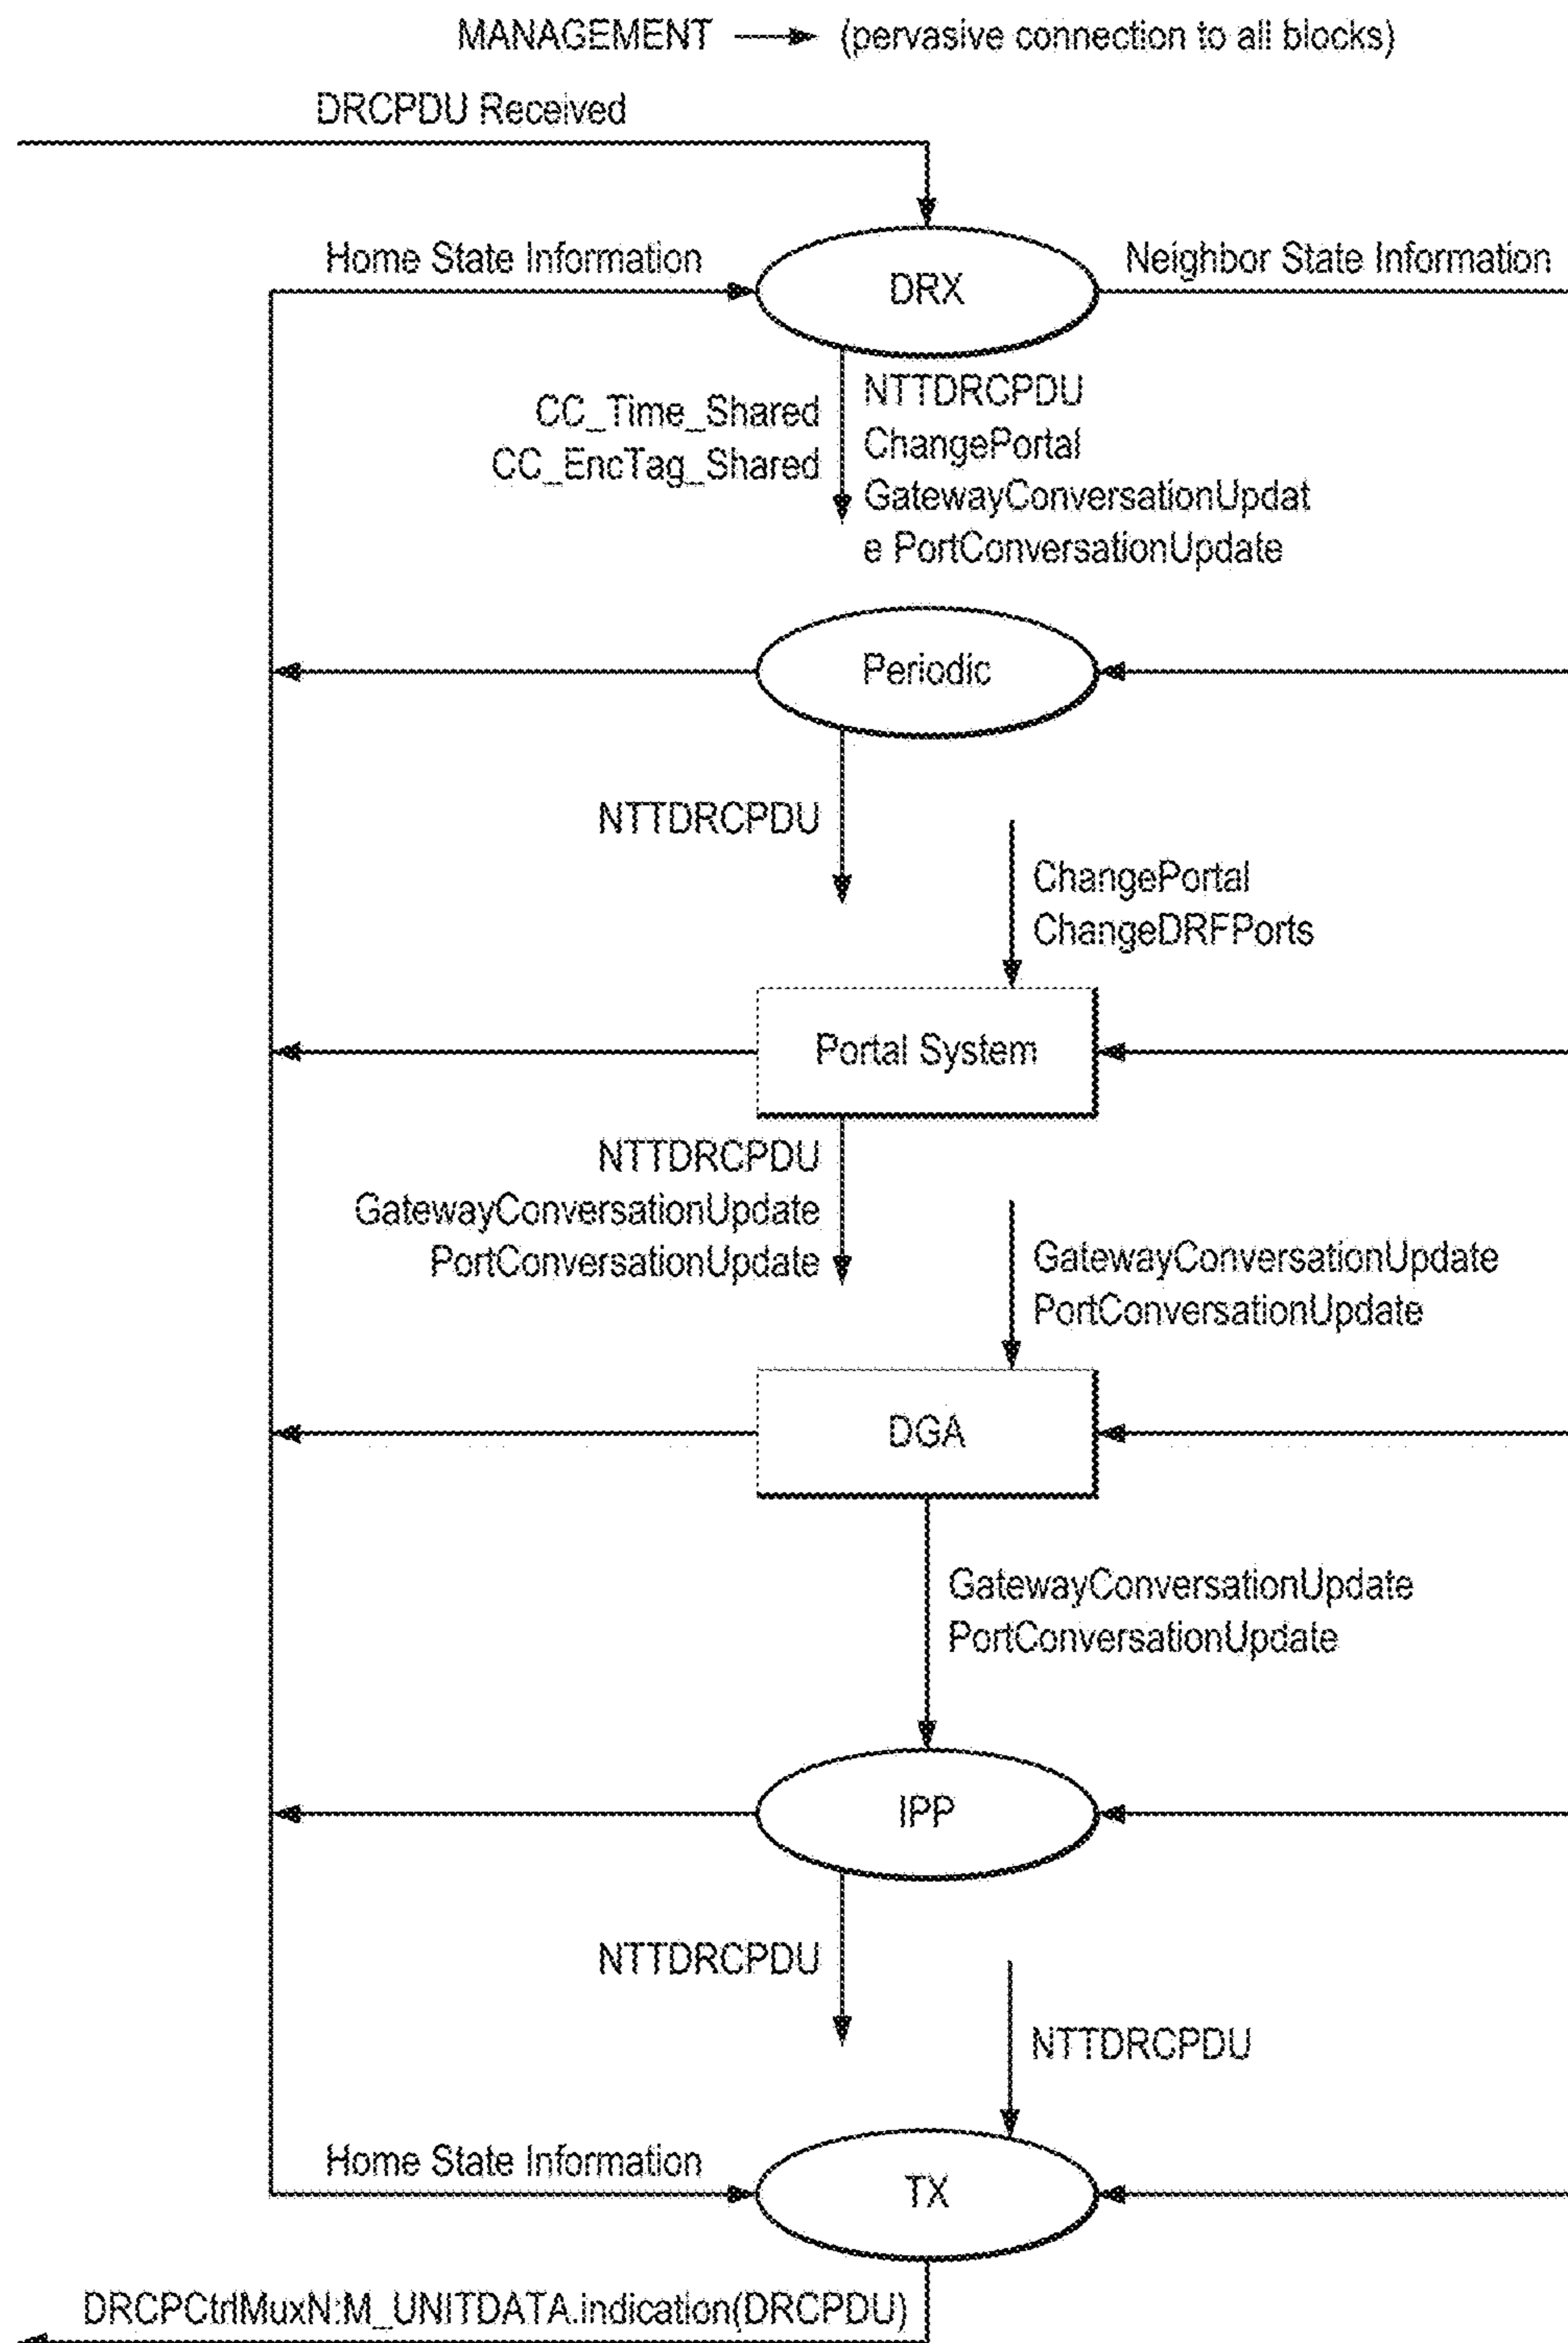 MANAGEMENT (pervasive connection to all blocks)
DRCPDU Received
Home State Information
DRX
Neighbor State Information
CC_Time_Shared
CC_EncTag_Shared
NTTDRCPDU
ChangePortal
GatewayConversationUpdat
e PortConversationUpdate
Periodic
NTTDRCPDU
ChangePortal
ChangeDRFPorts
Portal System
NTTDRCPDU
GatewayConversationUpdate
PortConversationUpdate
GatewayConversationUpdate
PortConversationUpdate
DGA
GatewayConversationUpdate
PortConversationUpdate
IPP
NTTDRCPDU
NTTDRCPDU
Home State Information
TX
DRCPCtrlMuxN:M_UNITDATA.indication(DRCPDU)